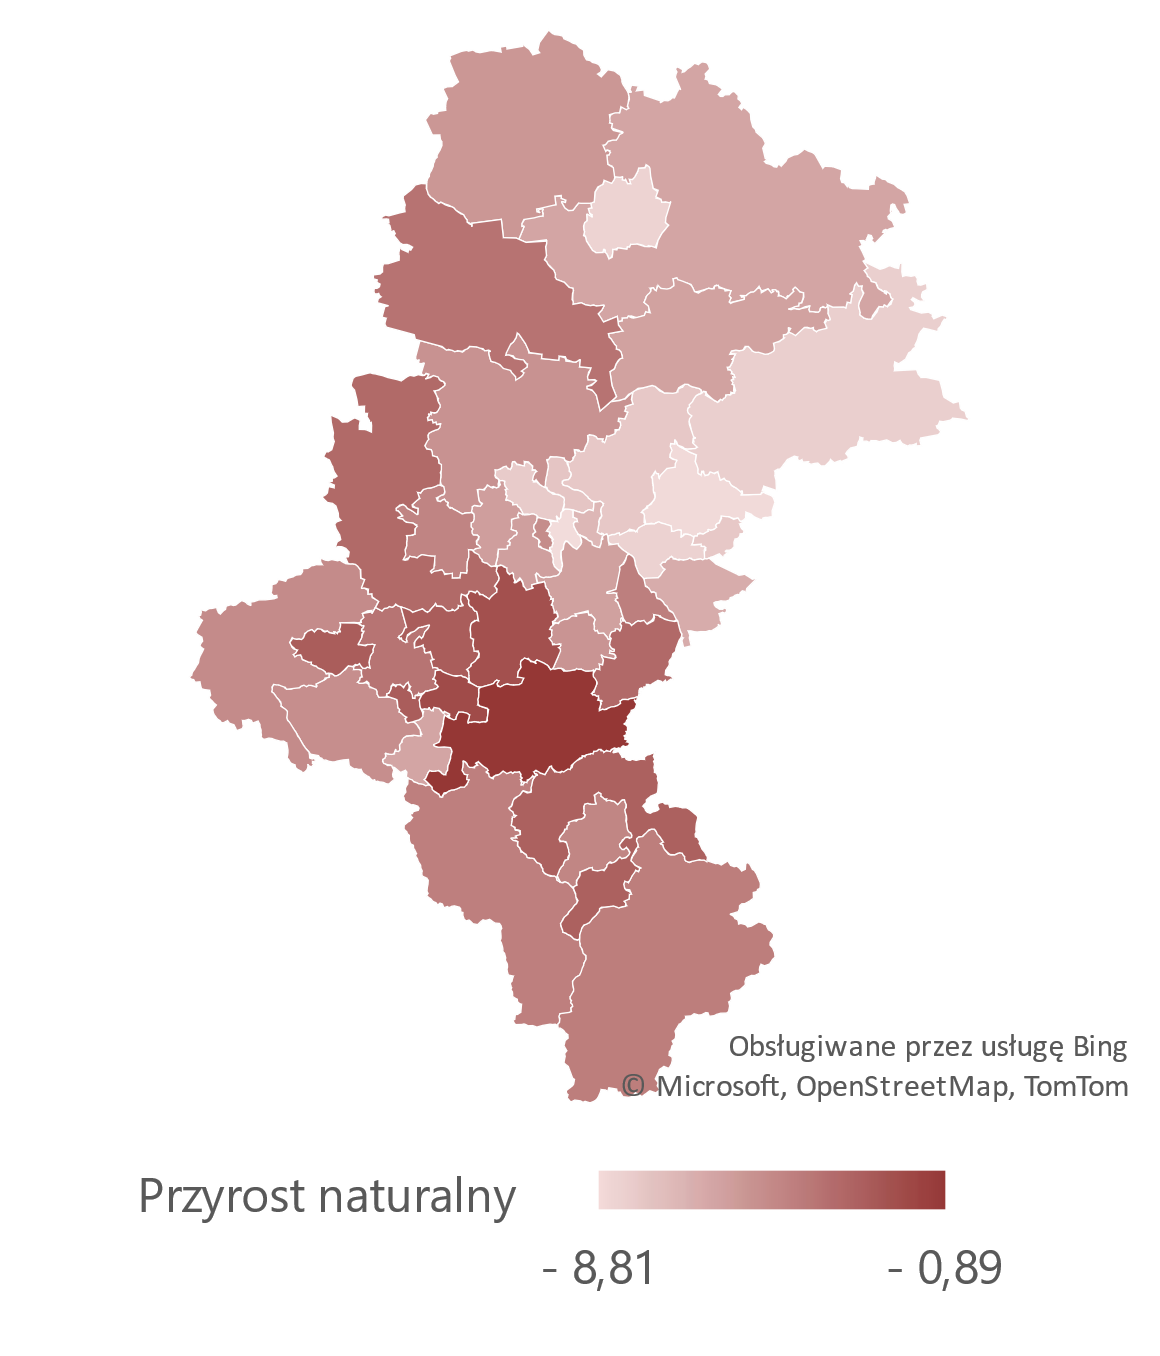 Obsługiwane przez usługę Bing
© Microsoft, OpenStreetMap, TomTom
Przyrost naturalny
- 8,81
- 0,89